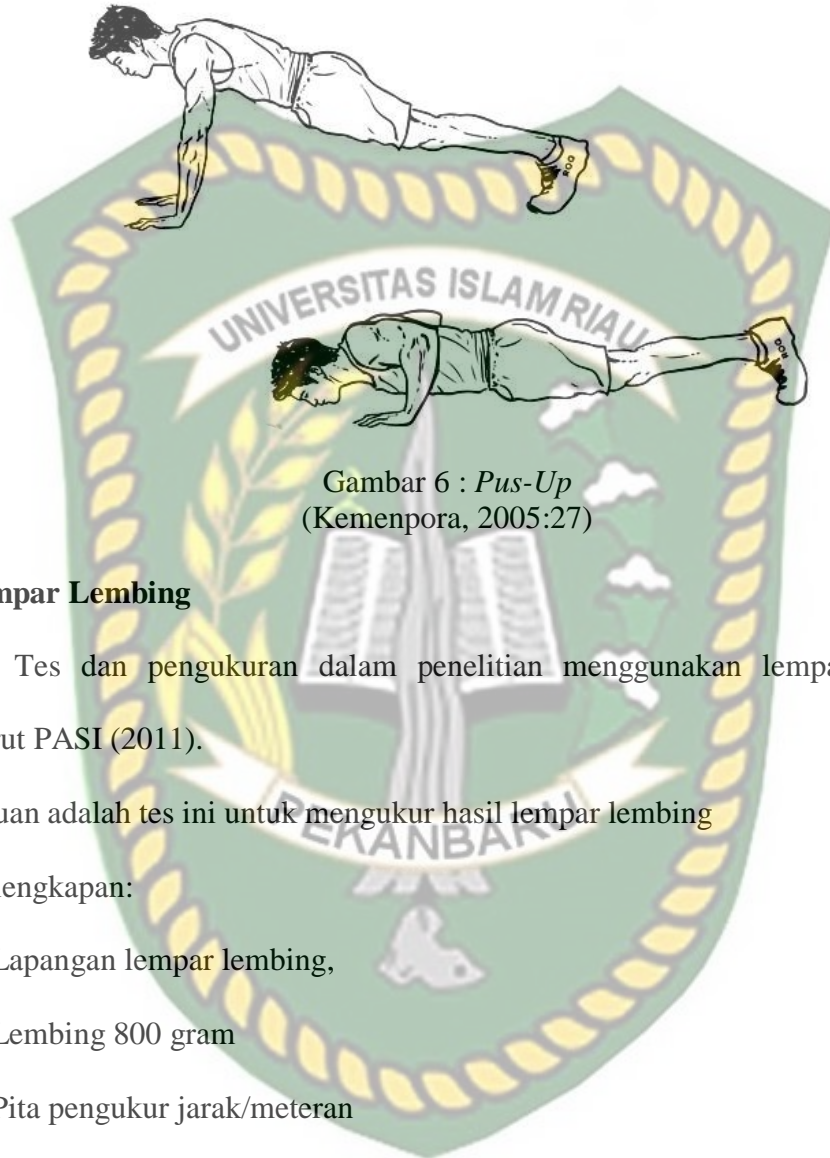 UNIVERSITAS ISLAM RIAU
Gambar 6 : Pus-Up
(Kemenpora, 2005:27)
mpar Lembing
Tes dan pengukuran dalam penelitian menggunakan lempa
ut PASI (2011).
uan adalah tes ini untuk mengukur hasil lempar lembing
PEKANBARU
engkapan:
Lapangan lempar lembing,
Lembing 800 gram
Pita pengukur jarak/meteran